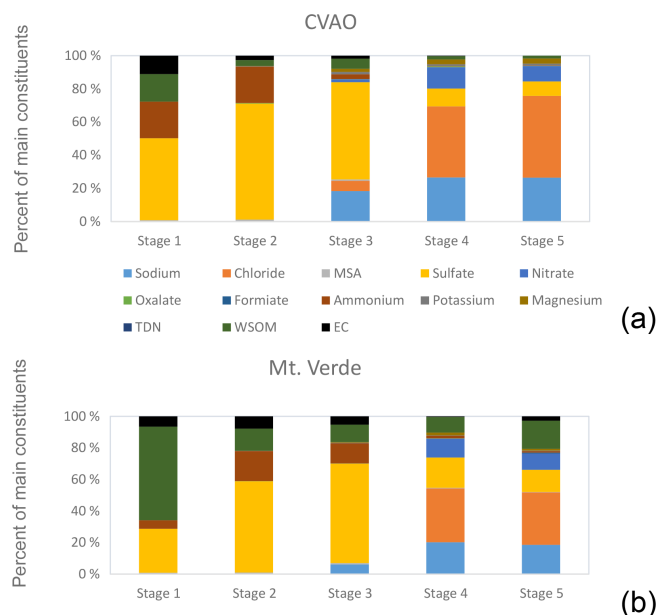 CVAO
Percent of main constituents
100 %
80 %
60 %
40 %
20 %
0 %
Stage 1 Stage 2 Stage 3 Stage 4 Stage 5
Sodium Chloride MSA Sulfate Nitrate
Oxalate Formiate Ammonium Potassium Magnesium
TDN WSOM EC
(a)
Mt. Verde
Percent of main constituents
100 %
80 %
60 %
40 %
20 %
0 %
Stage 1 Stage 2 Stage 3 Stage 4 Stage 5
(b)